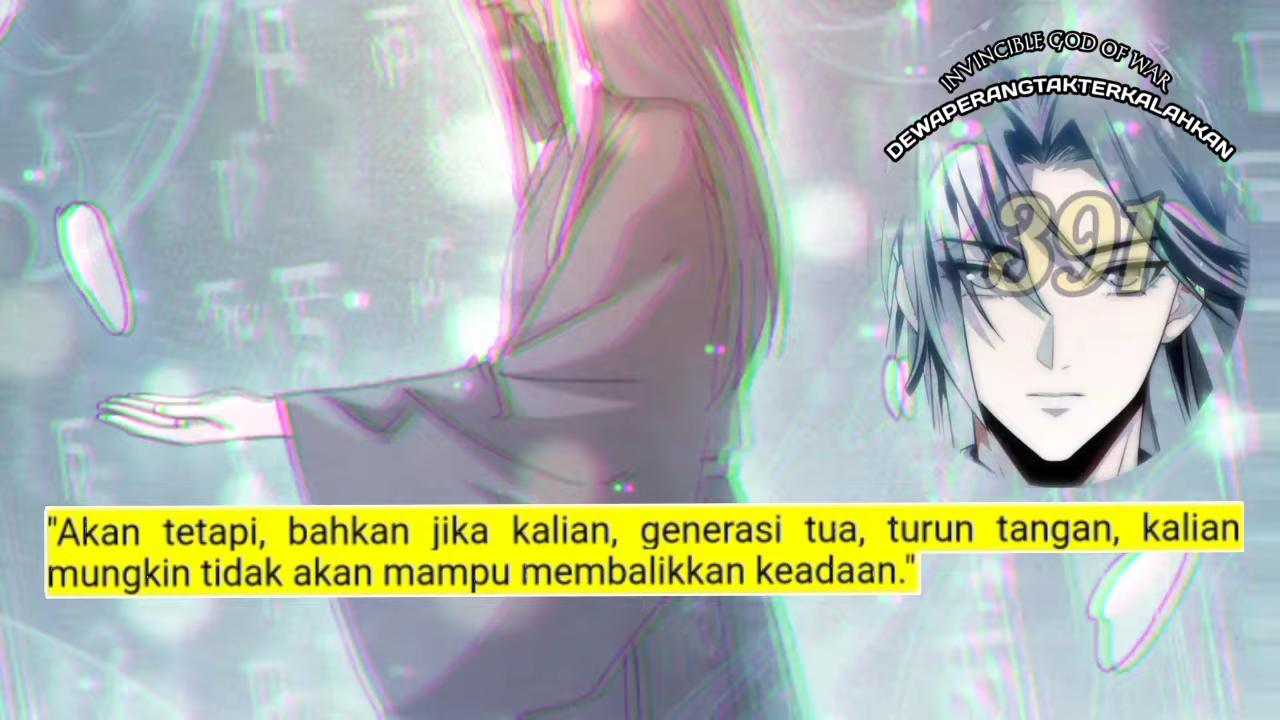 INVINCIBLE GOD OF WAR
DEWAPERANGTAKTERKALAHKAN
391
"Akan tetapi, bahkan jika kalian, generasi tua, turun tangan, kalian
mungkin tidak akan mampu membalikkan keadaan."